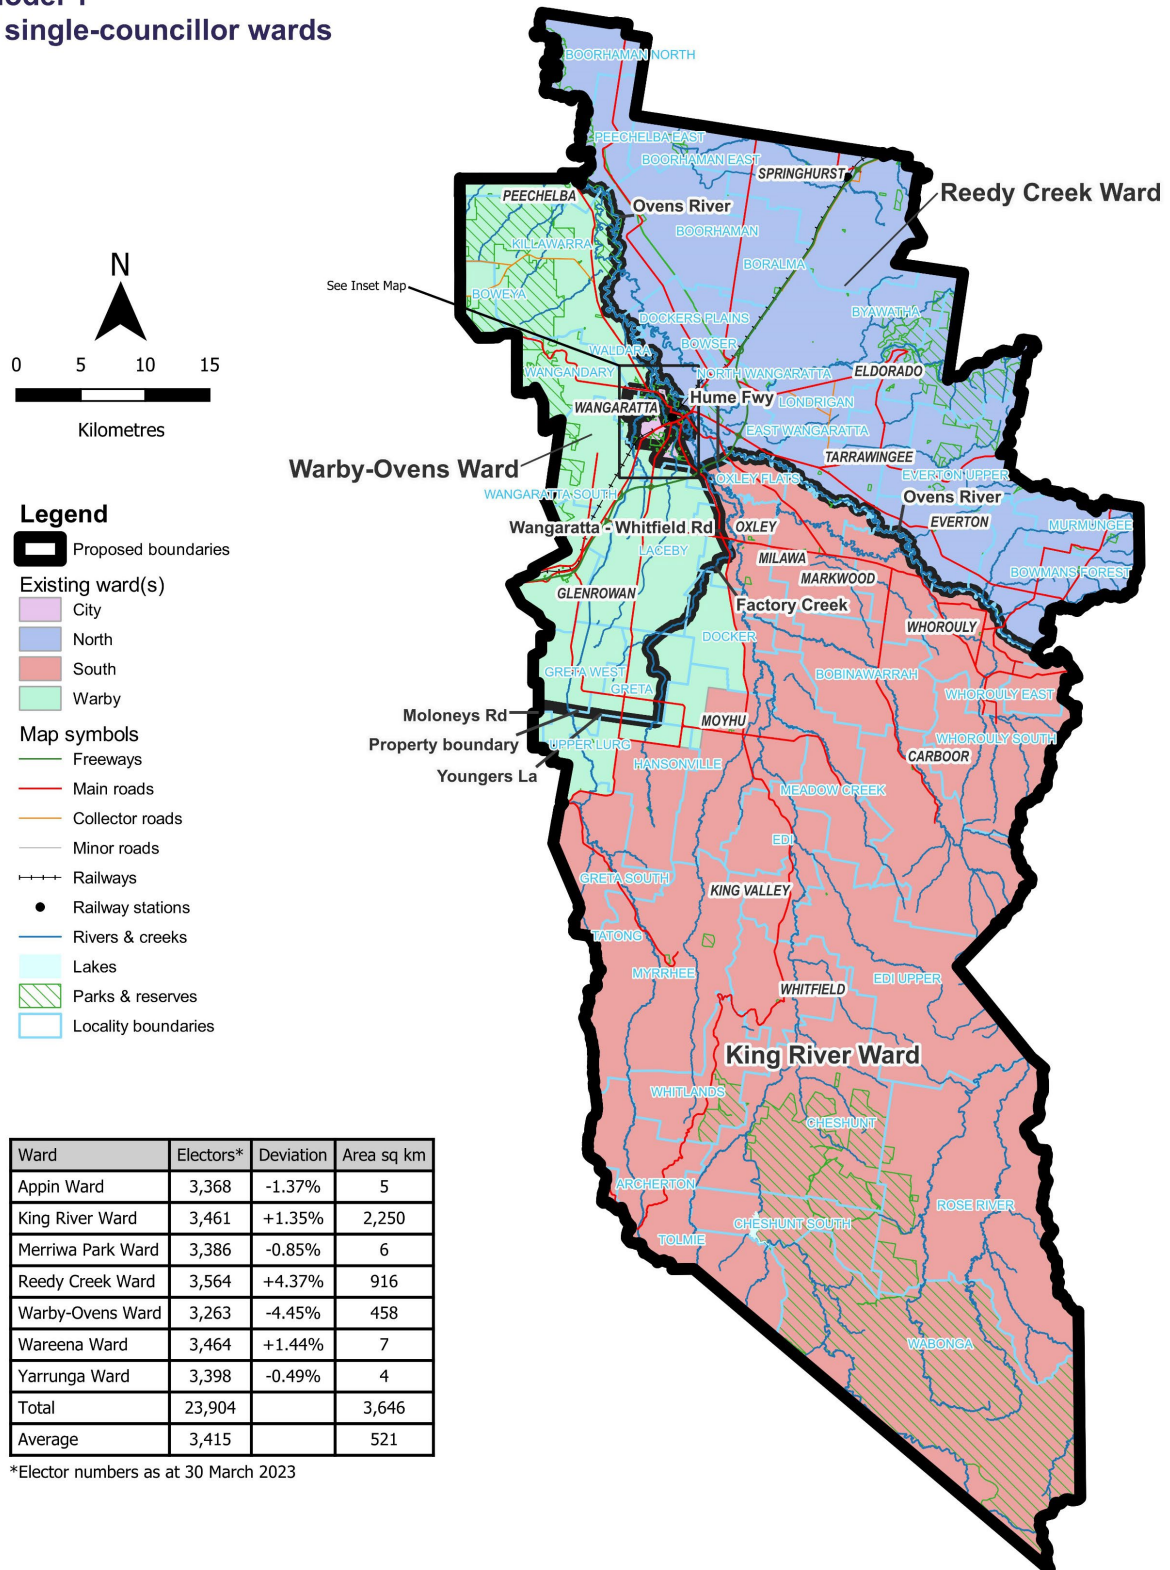 single-councillor wards
BOORHAMAN NORTH
PEECHELBA EAST
BOORHAMAN EAST
SPRINGHURST
PEECHELBA
Ovens River
Reedy Creek Ward
BOORHAMAN
KILLAWARRA
N
BORALMA
See Inset Map
BOWEYA
BYAWATHA
DOCKERS PLAINS
BOWSER
WALDARA
0 5 10 15
Kilometres
WANGANDARY
NORTH WANGARATTA
ELDORADO
Hume Fwy
LONDRIGAN
WANGARATTA
EAST WANGARATTA
TARRAWINGEE
Warby-Ovens Ward
OXLEY FLATS
EVERTON UPPER
WANGARATTA SOUTH
Ovens River
Legend
Wangaratta - Whitfield Rd
OXLEY
EVERTON
MURMUNGEE
Proposed boundaries
LACEBY
MILAWA
MARKWOOD
BOWMANS FOREST
Existing ward(s)
GLENROWAN
Factory Creek
City
North
DOCKER
WHOROULY
South
GRETA WEST
BOBINAWARRAH
Warby
GRETA
WHOROULY EAST
Moloneys Rd
MOYHU
Map symbols
Property boundary
UPPER LURG
WHOROULY SOUTH
Freeways
HANSONVILLE
CARBOOR
Youngers La
Main roads
MEADOW CREEK
Collector roads
EDI
Minor roads
Railways
GRETA SOUTH
KING VALLEY
Railway stations
Rivers & creeks
TATONG
Lakes
MYRRHEE
EDI UPPER
Parks & reserves
WHITFIELD
Locality boundaries
King River Ward
WHITLANDS
CHESHUNT
ARCHERTON
ROSE RIVER
CHESHUNT SOUTH
TOLMIE
WABONGA
Ward Electors* Deviation Area sq km
Appin Ward 3,368 -1.37% 5
King River Ward 3,461 +1.35% 2,250
Merriwa Park Ward 3,386 -0.85% 6
Reedy Creek Ward 3,564 +4.37% 916
Warby-Ovens Ward 3,263 -4.45% 458
Wareena Ward 3,464 +1.44% 7
Yarrunga Ward 3,398 -0.49% 4
Total 23,904 3,646
Average 3,415 521
*Elector numbers as at 30 March 2023